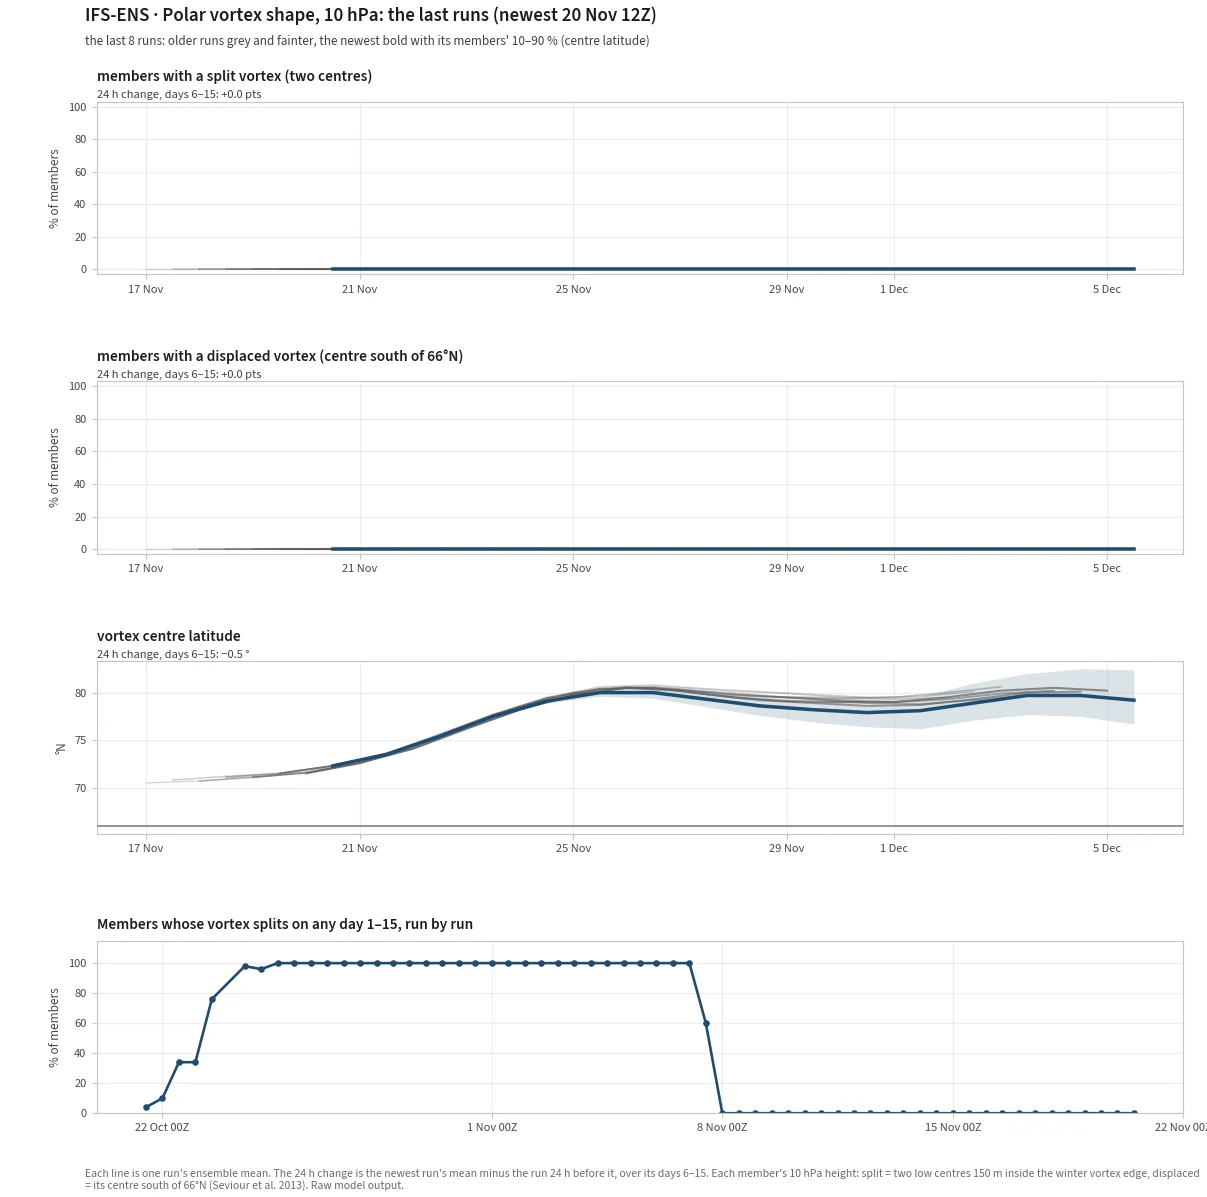 IFS-ENS · Polar vortex shape, 10 hPa: the last runs (newest 20 Nov 12Z)
the last 8 runs: older runs grey and fainter, the newest bold with its members' 10–90 % (centre latitude)
members with a split vortex (two centres)
24 h change, days 6–15: +0.0 pts
100
80
60
40
20
0
% of members
17 Nov 21 Nov 25 Nov 29 Nov 1 Dec 5 Dec
members with a displaced vortex (centre south of 66°N)
24 h change, days 6–15: +0.0 pts
100
80
60
40
20
0
% of members
17 Nov 21 Nov 25 Nov 29 Nov 1 Dec 5 Dec
vortex centre latitude
24 h change, days 6–15: −0.5 °
80
75
70
°N
17 Nov 21 Nov 25 Nov 29 Nov 1 Dec 5 Dec
Members whose vortex splits on any day 1–15, run by run
100
80
60
40
20
0
% of members
22 Oct 00Z 1 Nov 00Z 8 Nov 00Z 15 Nov 00Z 22 Nov 00Z
Each line is one run's ensemble mean. The 24 h change is the newest run's mean minus the run 24 h before it, over its days 6–15. Each member's 10 hPa height: split = two low centres 150 m inside the winter vortex edge, displaced
= its centre south of 66°N (Seviour et al. 2013). Raw model output.